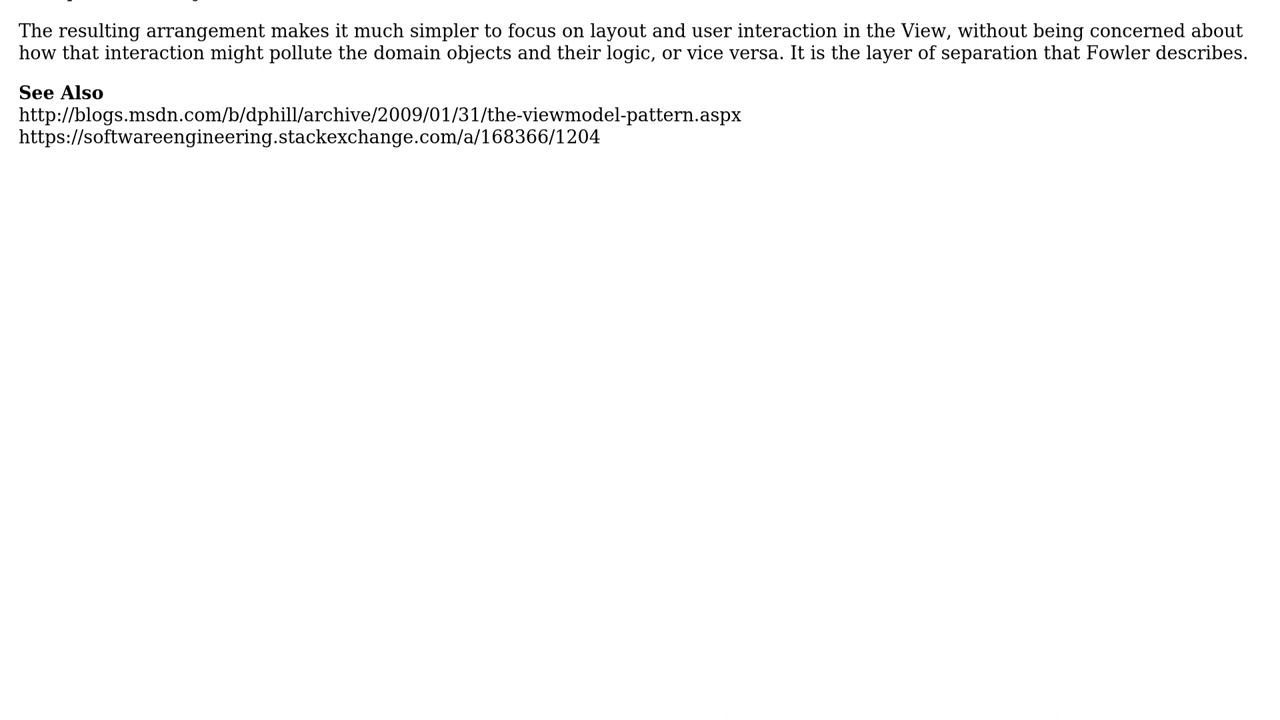 The resulting arrangement makes it much simpler to focus on layout and user interaction in the View, without being concerned about
how that interaction might pollute the domain objects and their logic, or vice versa. It is the layer of separation that Fowler describes.
See Also
http://blogs.msdn.com/b/dphill/archive/2009/01/31/the-viewmodel-pattern.aspx
https://softwareengineering.stackexchange.com/a/168366/1204